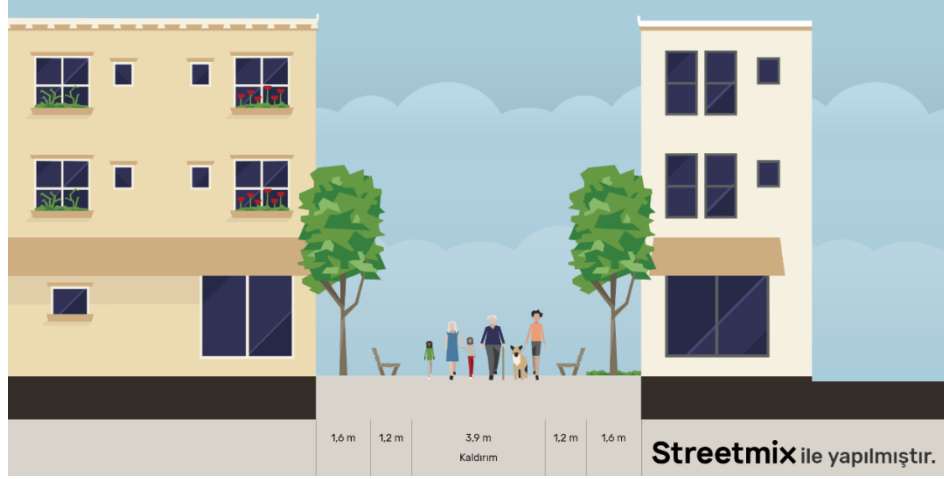 1,6 m
1,2 m
3,9 m
1,2 m
1,6 m
Kaldırım
Streetmix ile yapılmıştır.